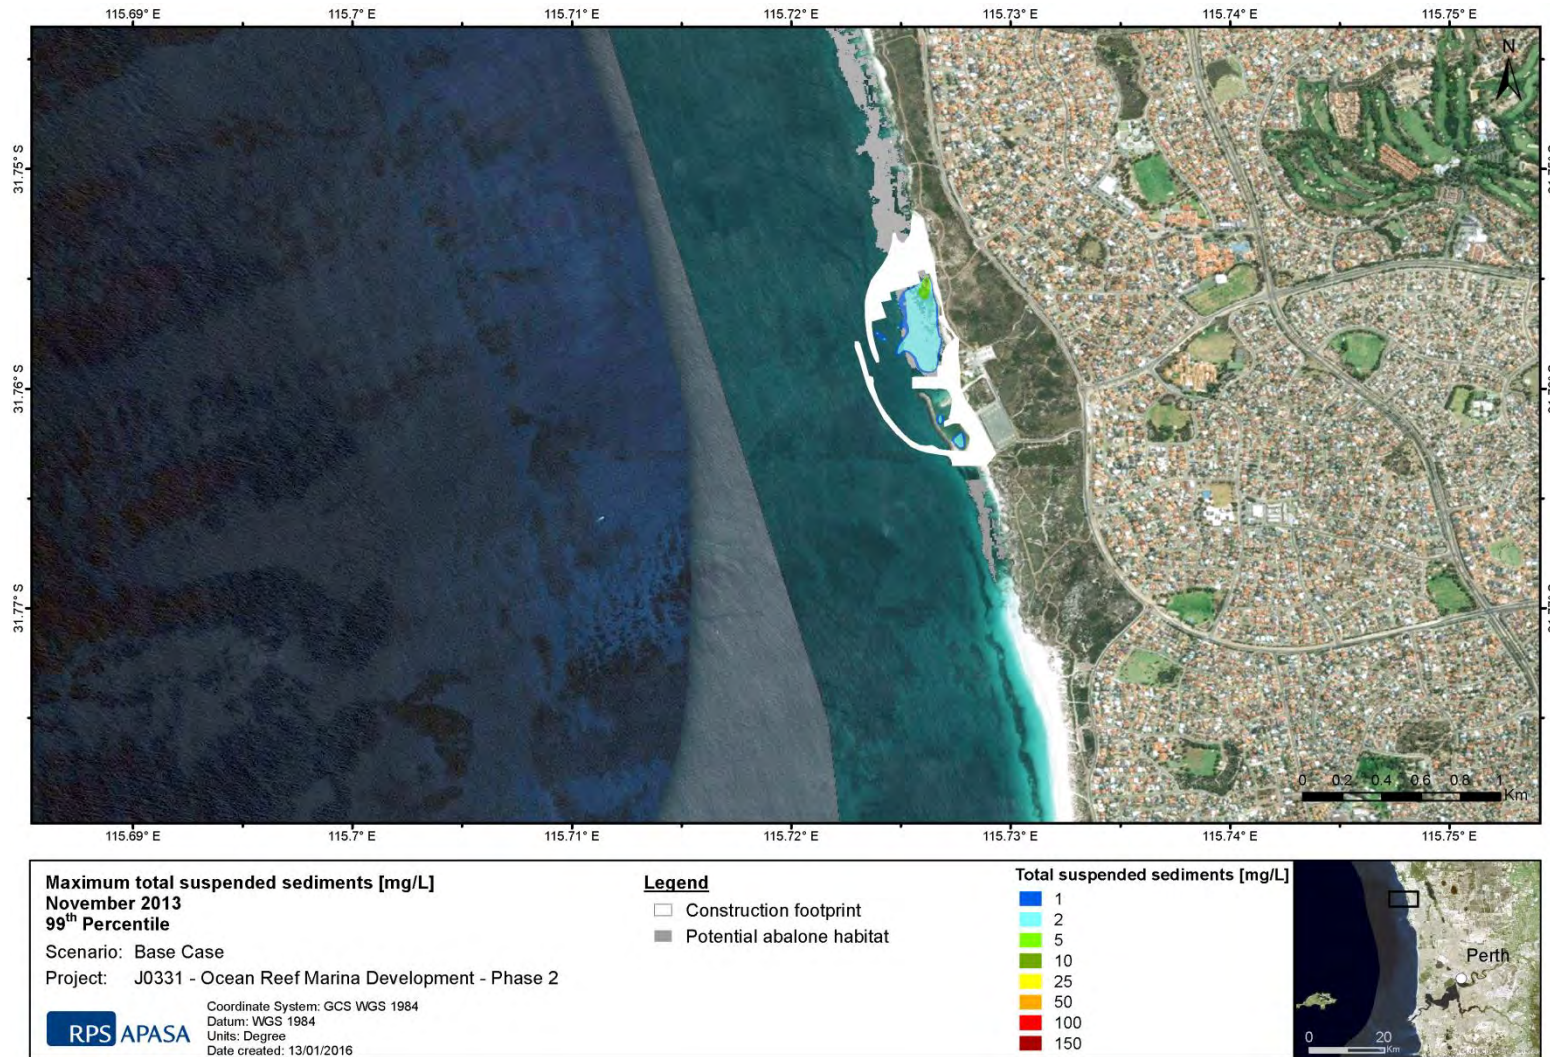 115.69° E 115.7° E 115.71° E 115.72° E 115.73° E 115.74° E 115.75° E
N
31.75° S
31.76° S
31.77° S
0 0.2 0.4 0.6 0.8 1
Km
115.69° E 115.7° E 115.71° E 115.72° E 115.73° E 115.74° E 115.75° E
Maximum total suspended sediments [mg/L]
November 2013
99th Percentile
Scenario: Base Case
Project: J0331 - Ocean Reef Marina Development - Phase 2
RPS APASA
Coordinate System: GCS WGS 1984
Datum: WGS 1984
Units: Degree
Date created: 13/01/2016
Legend
Construction footprint
Potential abalone habitat
Total suspended sediments [mg/L]
1
2
5
10
25
50
100
150
Perth
0 20
Km